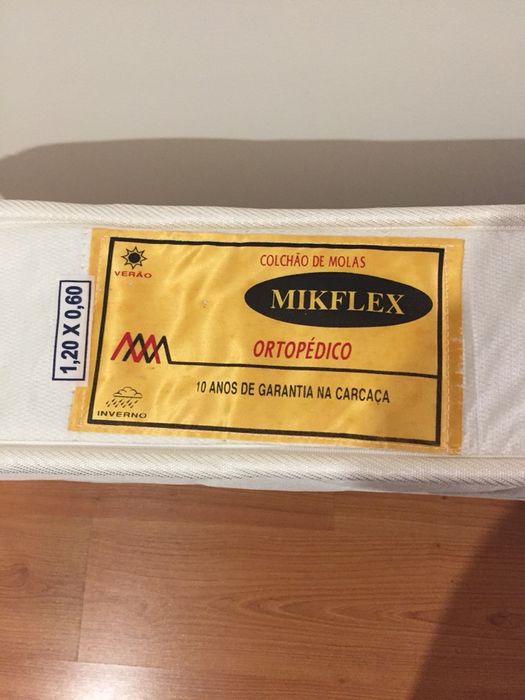 1,20 X 0,60
VERÃO
COLCHÃO DE MOLAS
MIKFLEX
ORTOPÉDICO
10 ANOS DE GARANTIA NA CARCAÇA
INVERNO